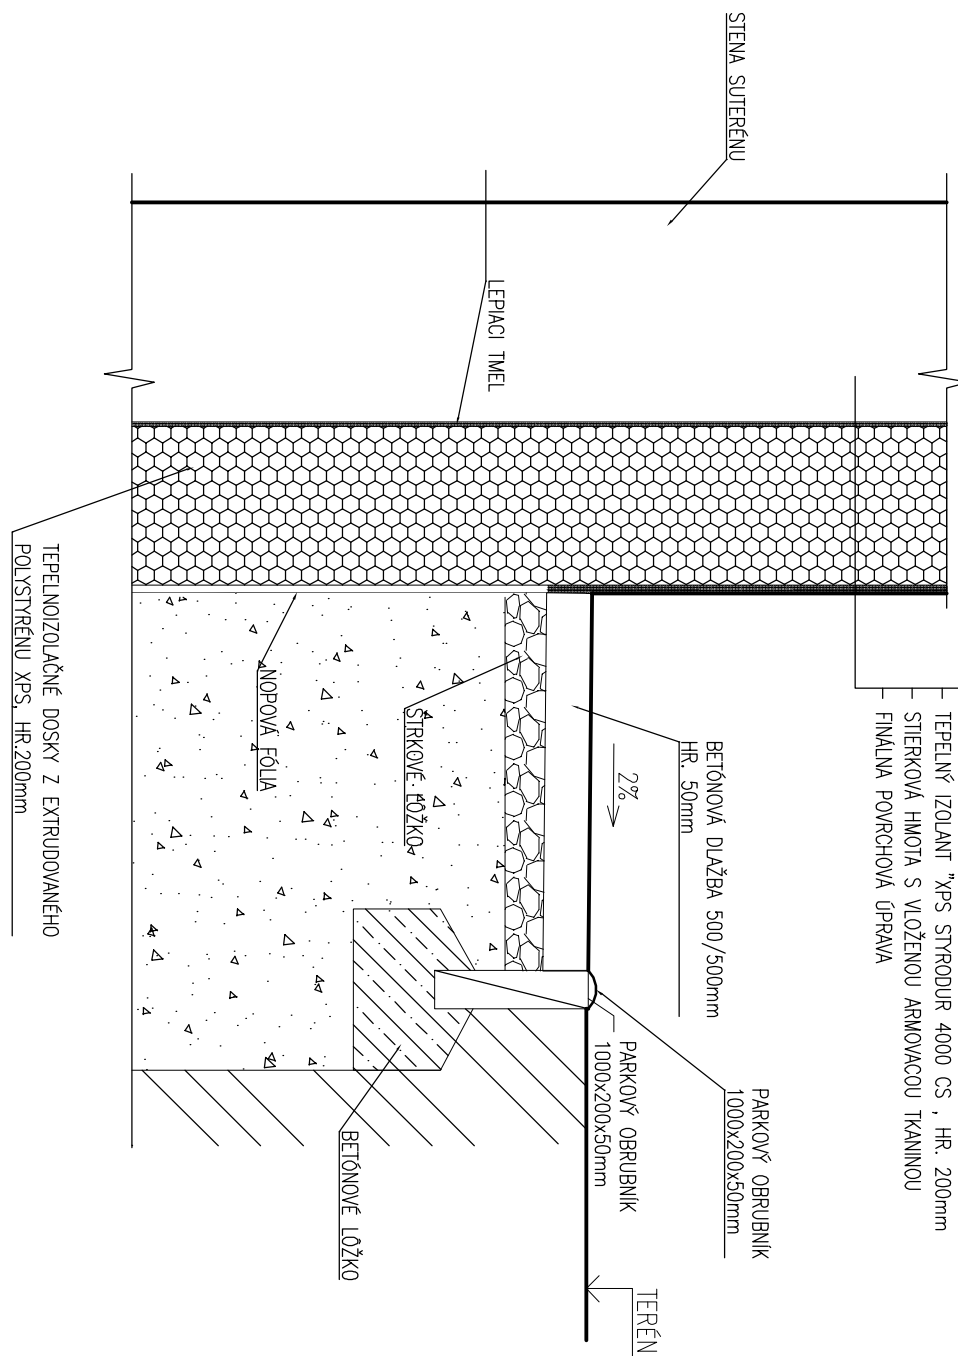 STENA SUTERÉNU
LEPIACI TMEL
TEPELNÝ IZOLANT "XPS STYRODUR 4000 CS , HR. 200mm
STIERKOVÁ HMOTA S VLOŽENOU ARMOVACOU TKANINOU
FINÁLNA POVRCHOVÁ ÚPRAVA
BETÓNOVÁ DLAŽBA 500/500mm
HR. 50mm
2%
PARKOVÝ OBRUBNÍK
1000x200x50mm
PARKOVÝ OBRUBNÍK
1000x200x50mm
TERÉN
ŠTRKOVÉ LÔŽKO
NOPOVÁ FÓLIA
BETÓNOVÉ LÔŽKO
TEPELNOIZOLAČNÉ DOSKY Z EXTRUDOVANÉHO
POLYSTYRÉNU XPS, HR.200mm